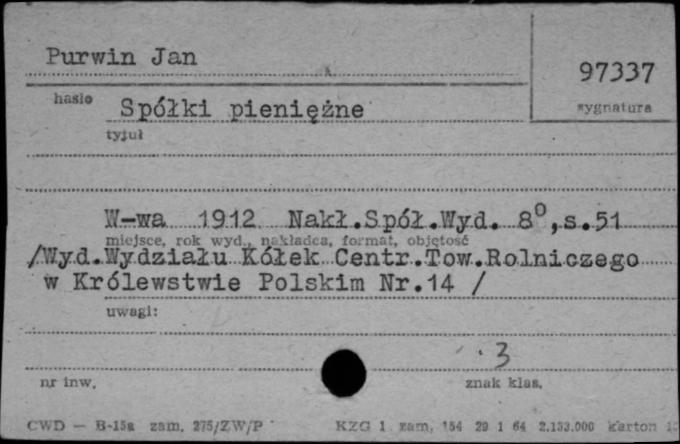 Purwin Jan
97337
hasło
sygnatura
Spółki pieniężne
tytuł
W-wa 1912 Nakł.Spół.Wyd. 8°,s.51
miejsce, rok wyd., nakładca, format, objętość
/Wyd.Wydziału Kółek Centr.Tow.Rolniczego
w Królewstwie Polskim Nr.14 /
uwagi:
3
nr inw.
znak klas.
CWD — B-15a zam. 275/ZW/P KZG 1 zam. 154 29 1 64 2.133.000 karton